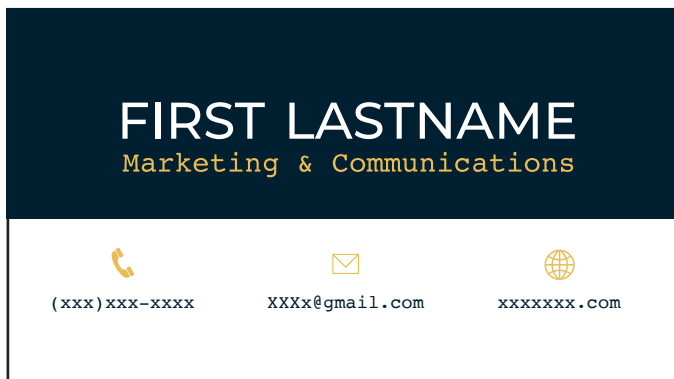 FIRST LASTNAME
Marketing & Communications
(xxx)xxx-xxxx XXXx@gmail.com xxxxxxx.com